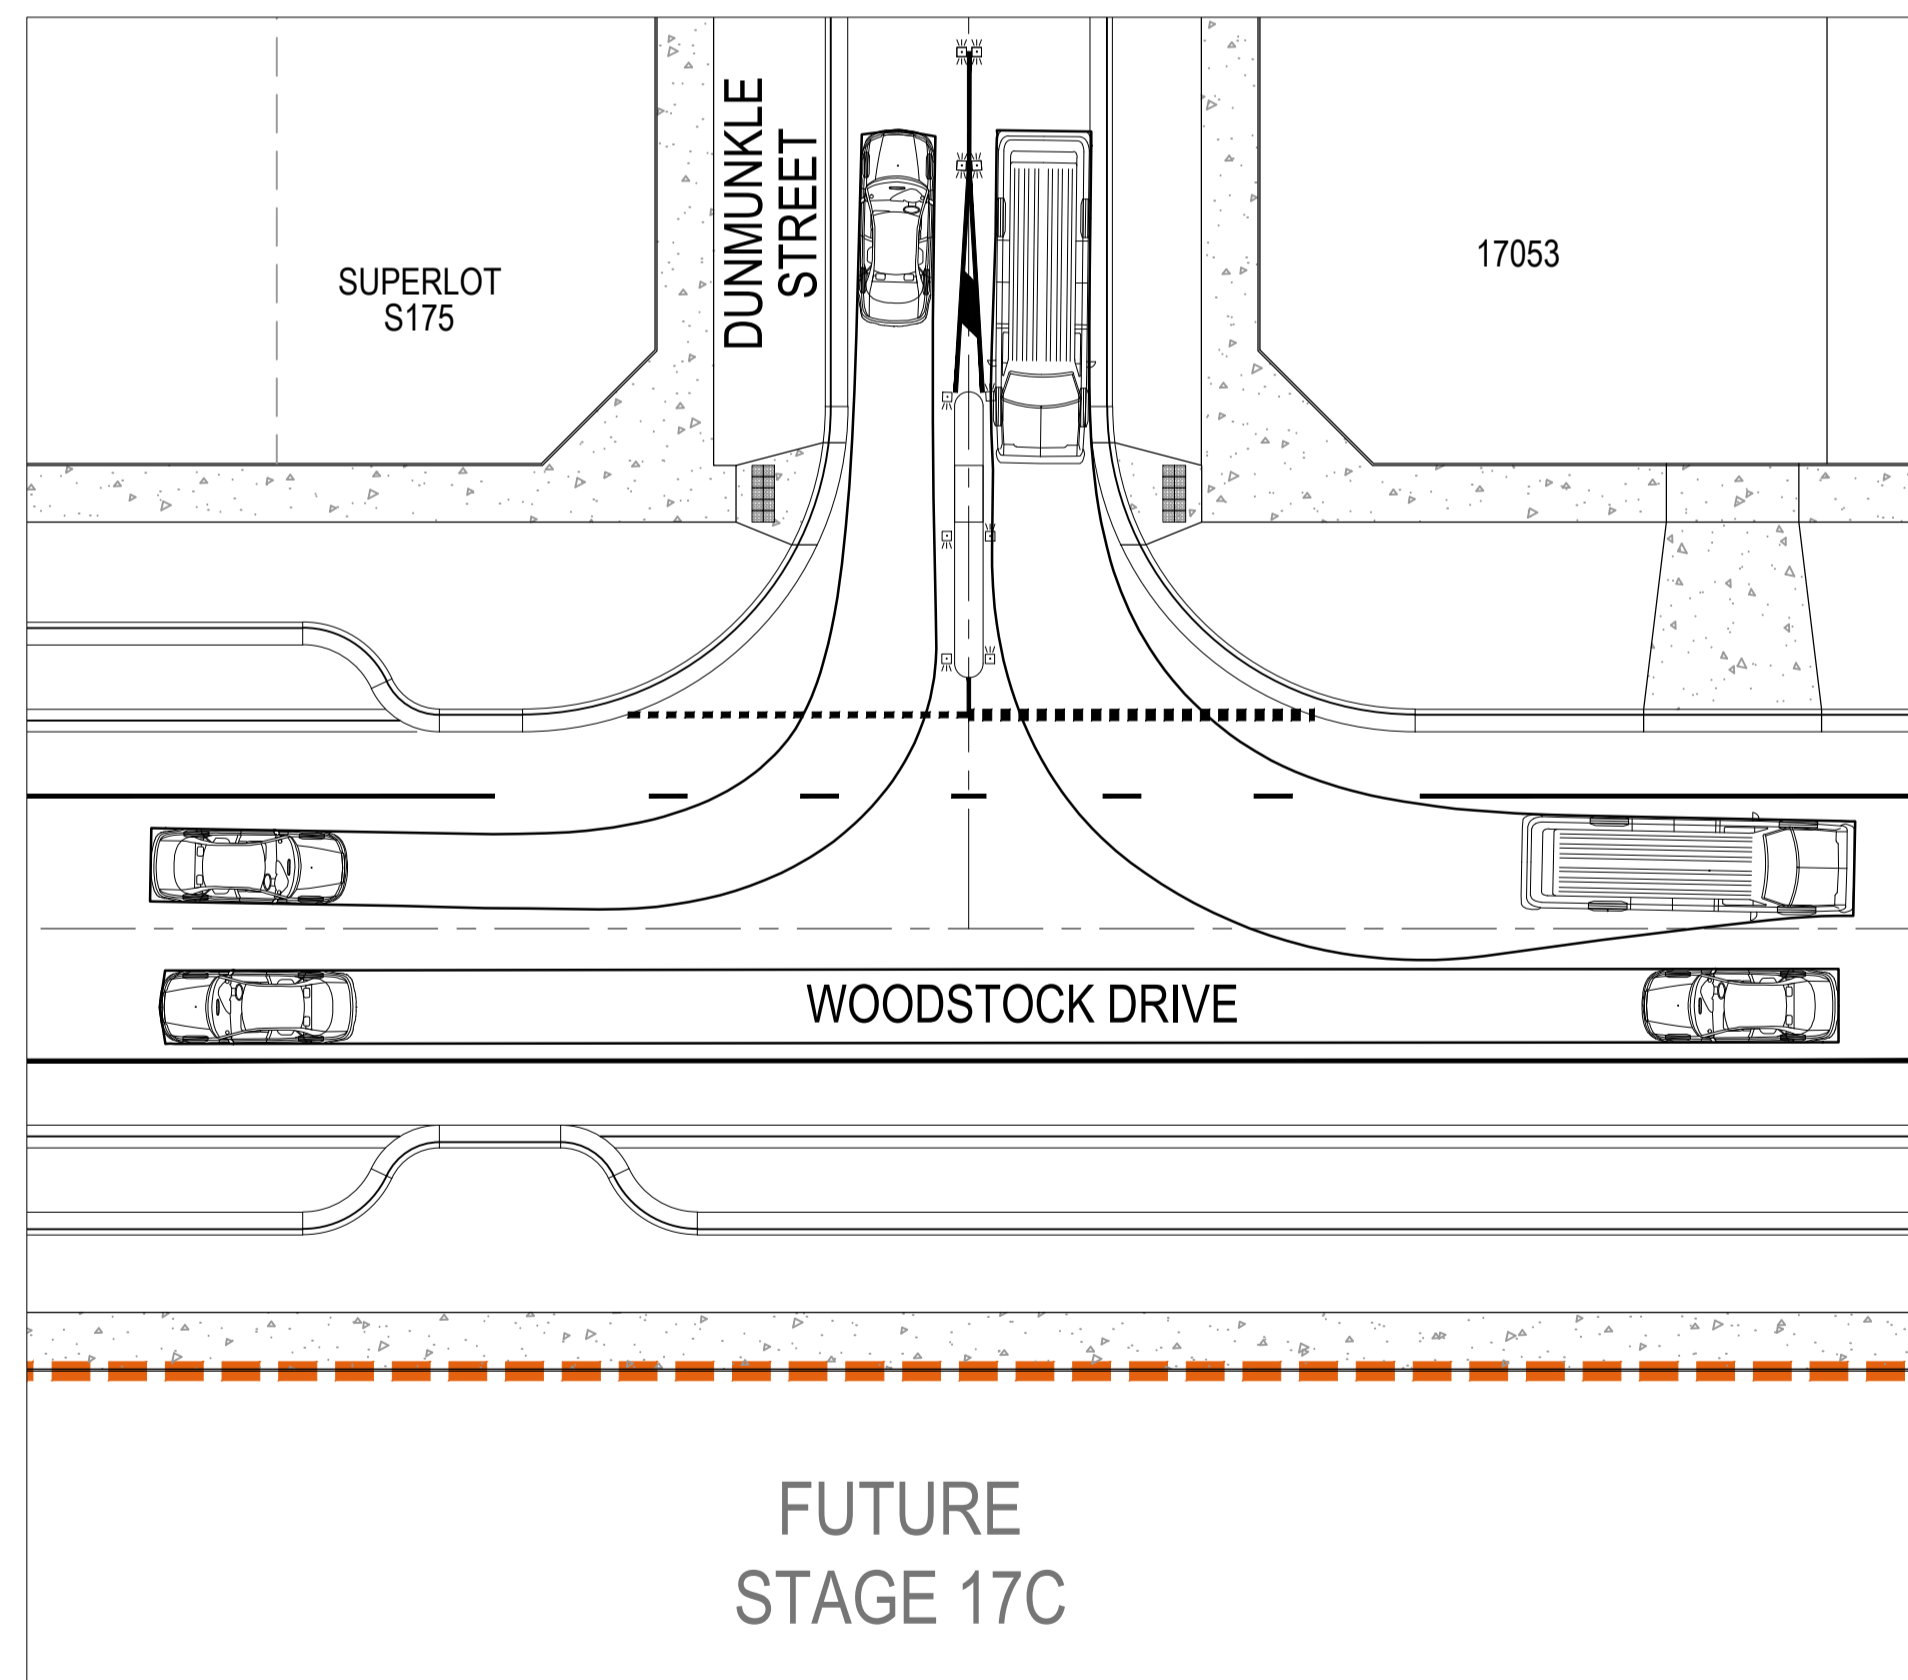 DUNMUNKLE
STREET
SUPERLOT
S175
17053
WOODSTOCK DRIVE
FUTURE
STAGE 17C